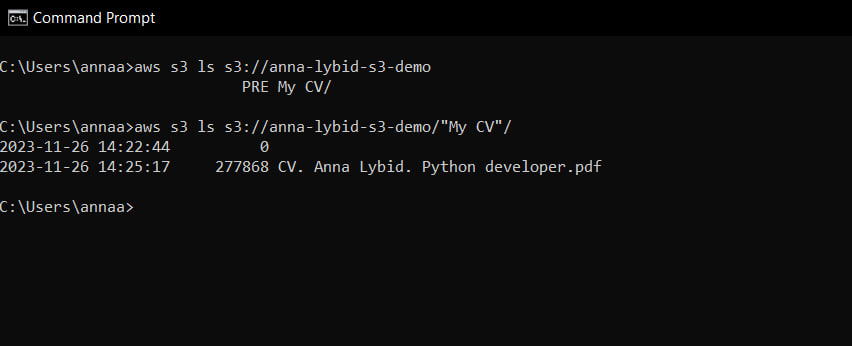 Command Prompt
C:\Users\annaa>aws s3 ls s3://anna-lybid-s3-demo
                           PRE My CV/
C:\Users\annaa>aws s3 ls s3://anna-lybid-s3-demo/"My CV"/
2023-11-26 14:22:44          0
2023-11-26 14:25:17     277868 CV. Anna Lybid. Python developer.pdf
C:\Users\annaa>